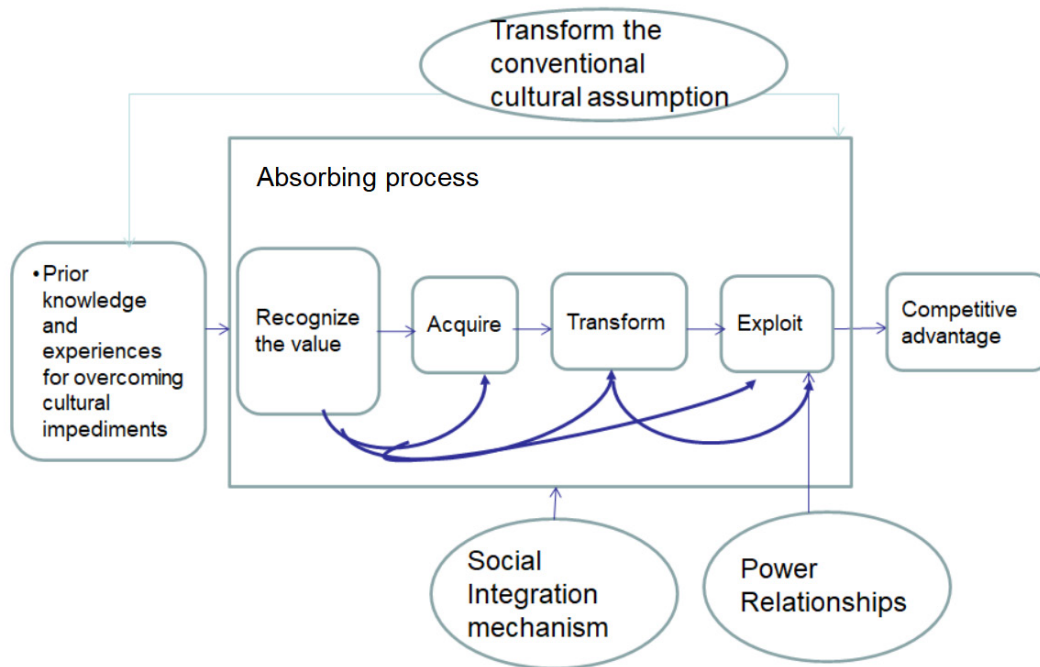 Transform the
conventional
cultural assumption
Absorbing process
•Prior
knowledge
and
experiences
for overcoming
cultural
impediments
Recognize
the value
Acquire
Transform
Exploit
Competitive
advantage
Social
Integration
mechanism
Power
Relationships